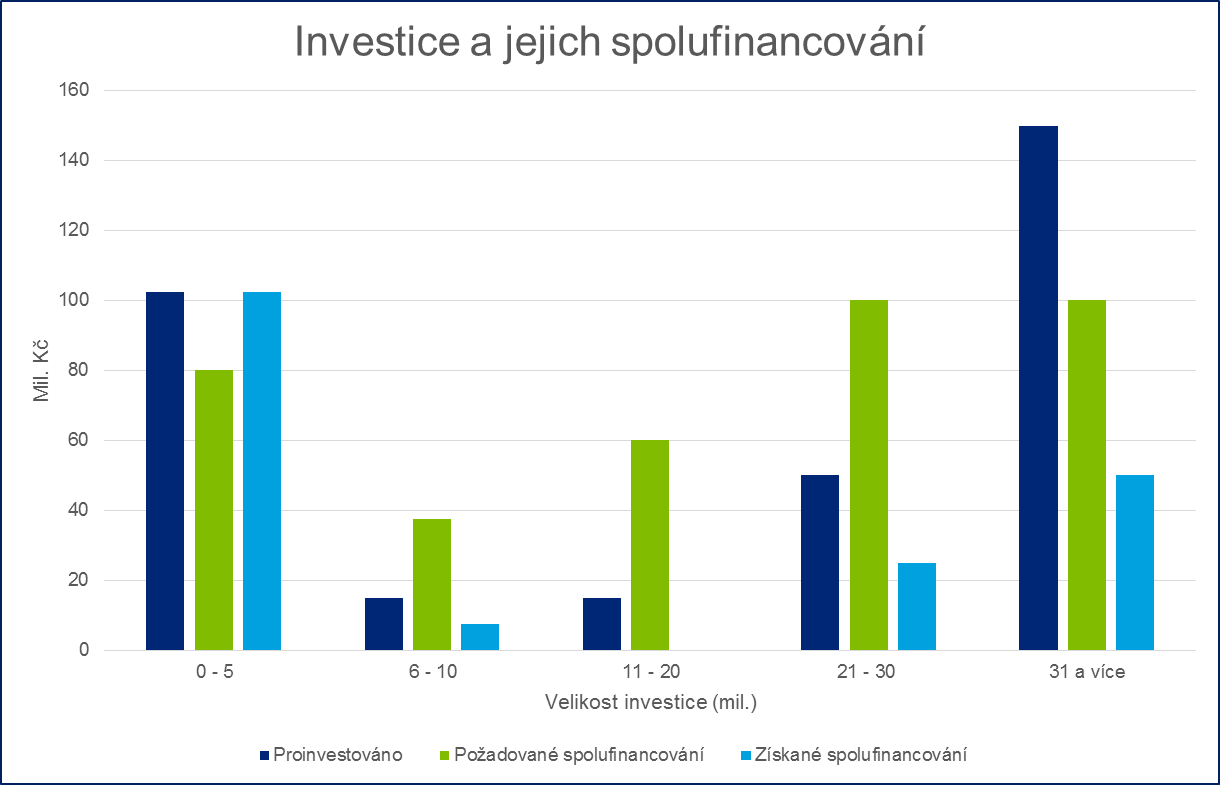 Investice a jejich spolufinancování
160
140
120
100
80
60
40
20
0
Mil. Kč
0 - 5
6 - 10
11 - 20
21 - 30
31 a více
Velikost investice (mil.)
Proinvestováno
Požadované spolufinancování
Získané spolufinancování